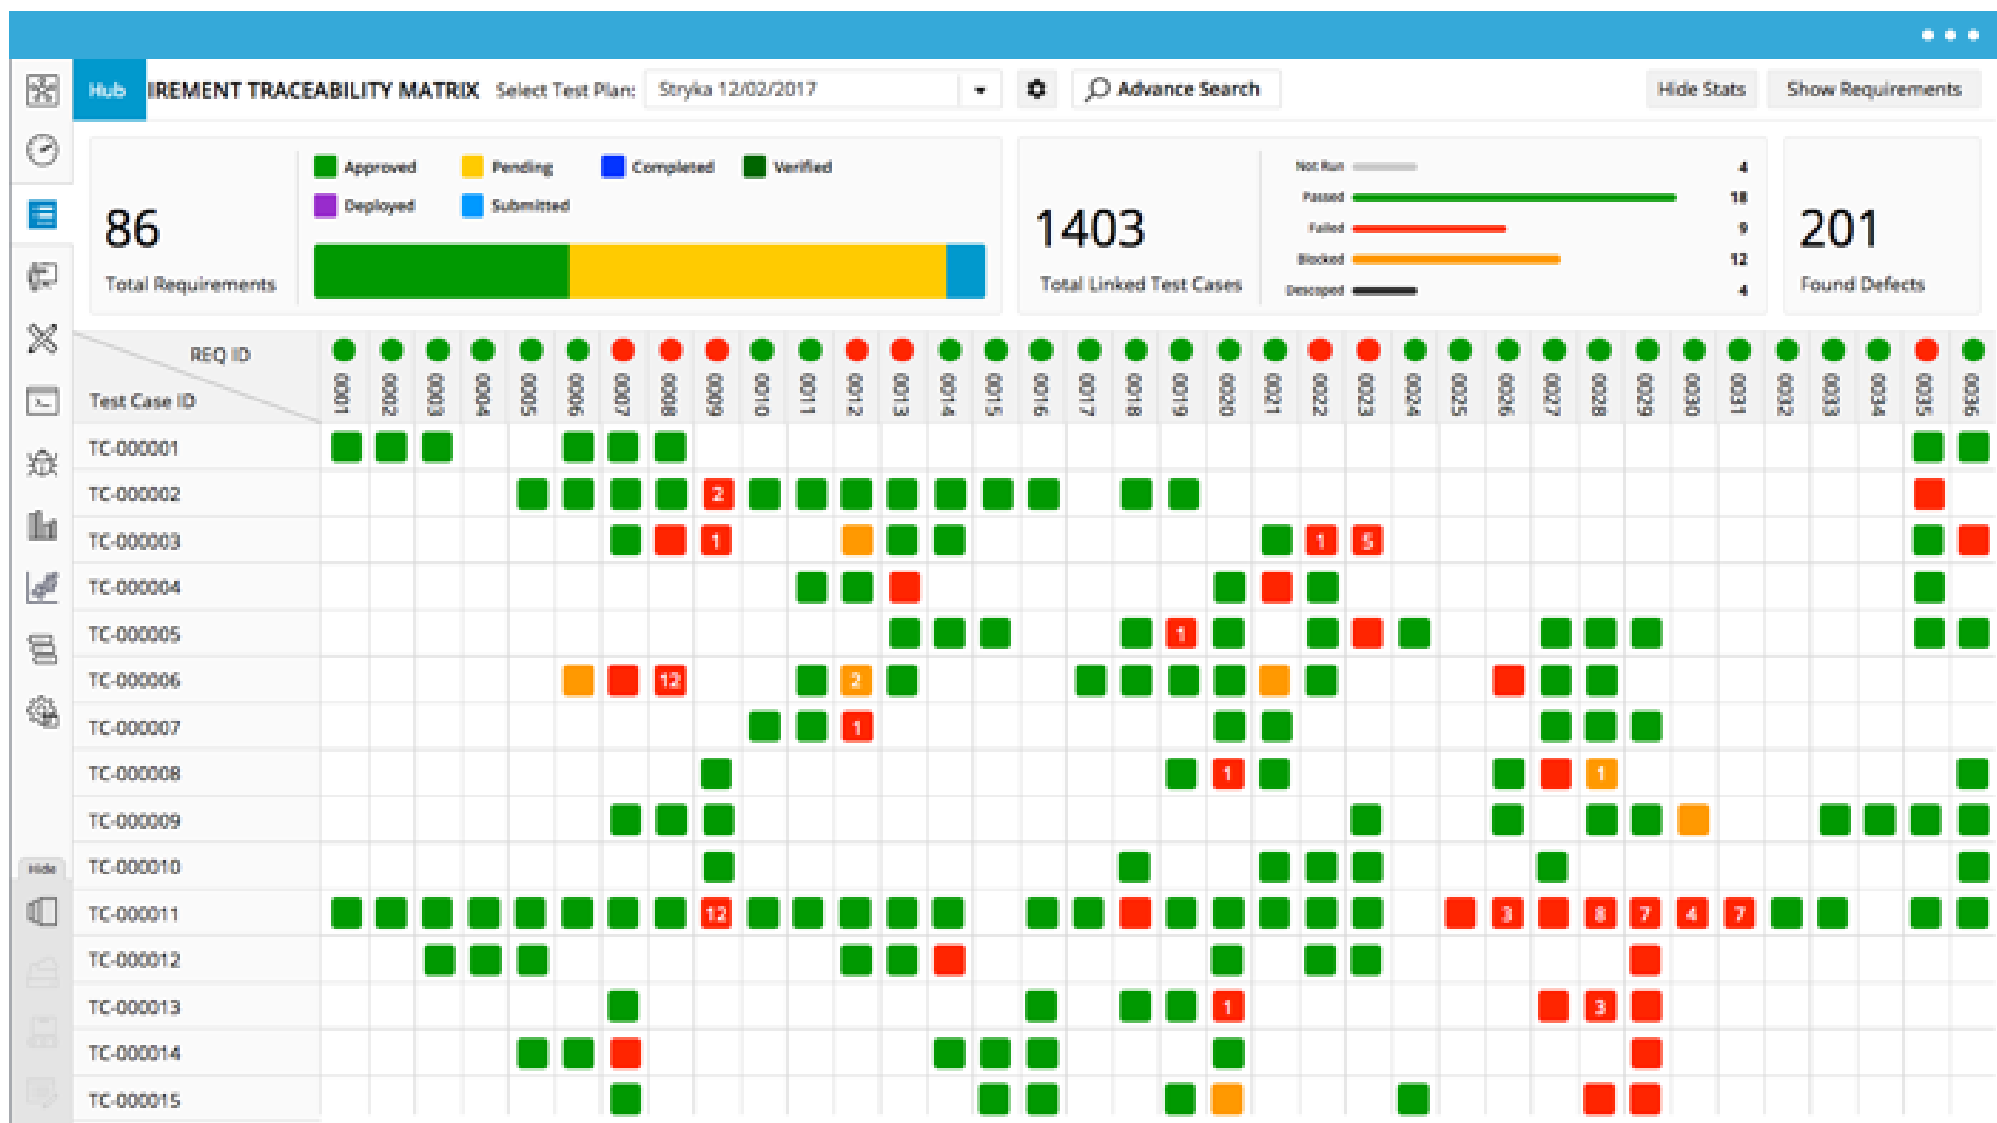 Hub IREMENT TRACEABILITY MATRIX Select Test Plan: Stryka 12/02/2017 Advance Search Hide Stats Show Requirements
86
Total Requirements
Approved Pending Completed Verified
Deployed Submitted
1403
Total Linked Test Cases
Not Run 4
Passed 18
Failed 9
Blocked 12
Descoped 4
201
Found Defects
REQ ID
Test Case ID
0001 0002 0003 0004 0005 0006 0007 0008 0009 0010 0011 0012 0013 0014 0015 0016 0017 0018 0019 0020 0021 0022 0023 0024 0025 0026 0027 0028 0029 0030 0031 0032 0033 0034 0035 0036
TC-000001
TC-000002 2
TC-000003 1 1 5
TC-000004
TC-000005 1
TC-000006 12 2
TC-000007 1
TC-000008 1 1
TC-000009
TC-000010
TC-000011 12 3 8 7 4 7
TC-000012
TC-000013 1 3
TC-000014
TC-000015
Hide